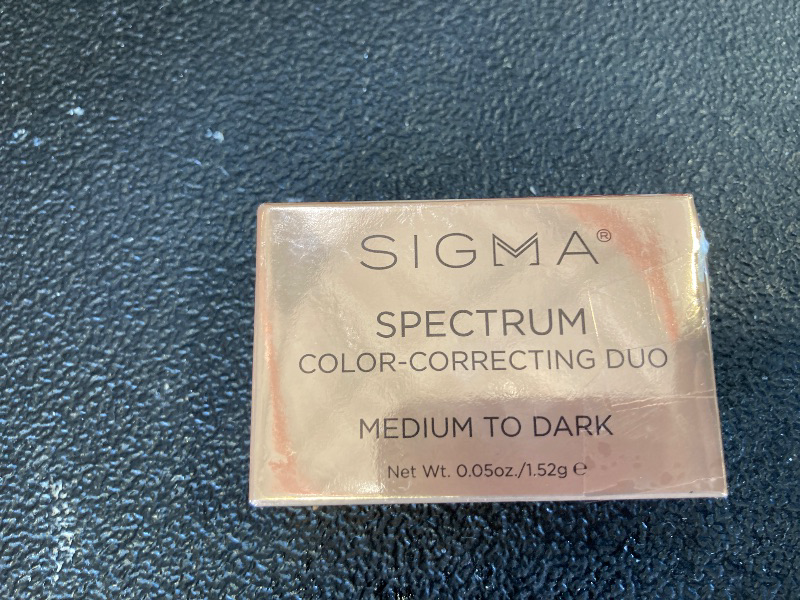 SIGMA®
SPECTRUM
COLOR-CORRECTING DUO
MEDIUM TO DARK
Net Wt. 0.05oz./1.52g ℮